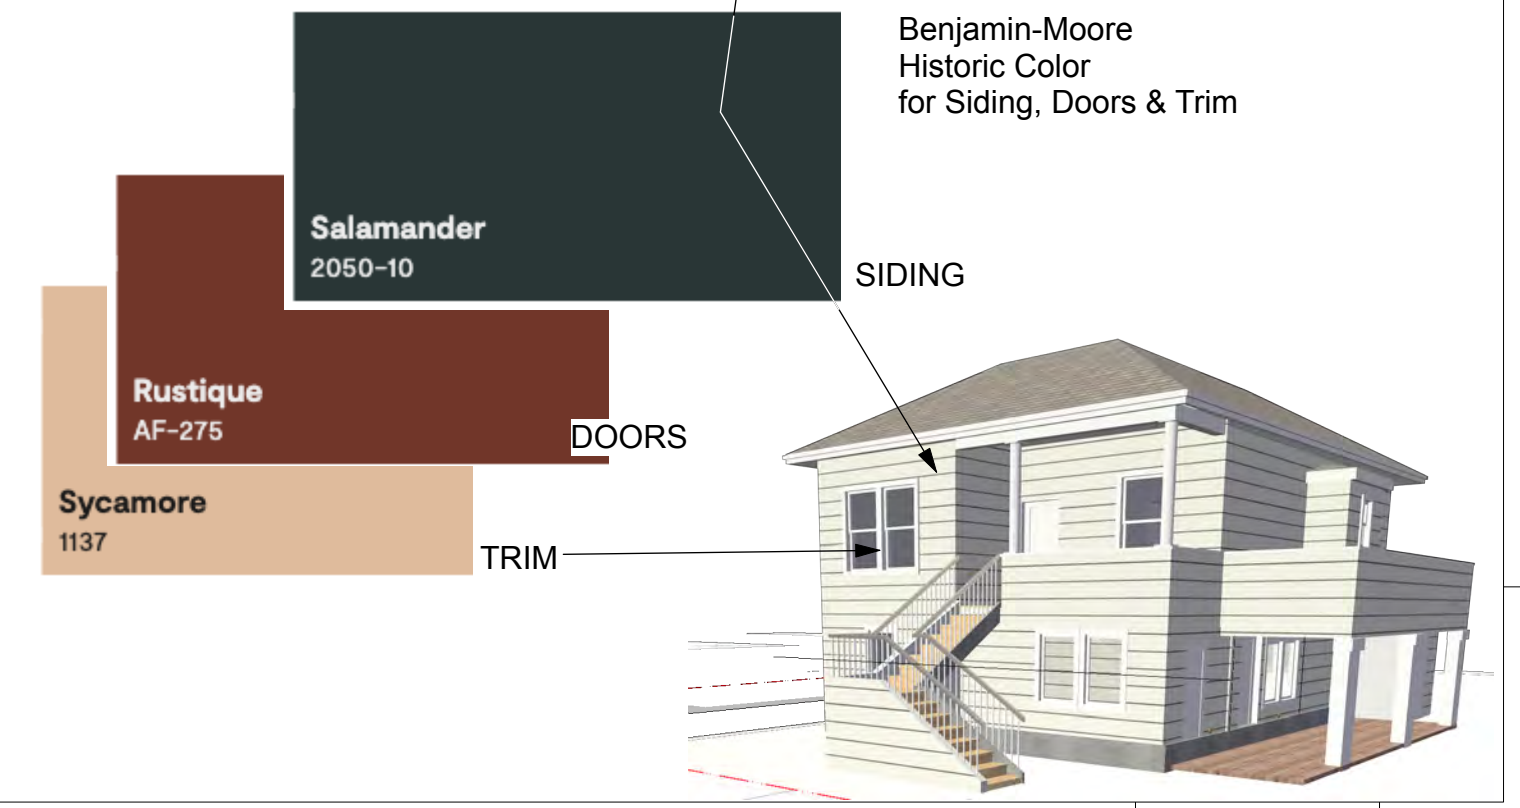 Benjamin-Moore
Historic Color
for Siding, Doors & Trim
Salamander
2050-10
SIDING
Rustique
AF-275
DOORS
Sycamore
1137
TRIM